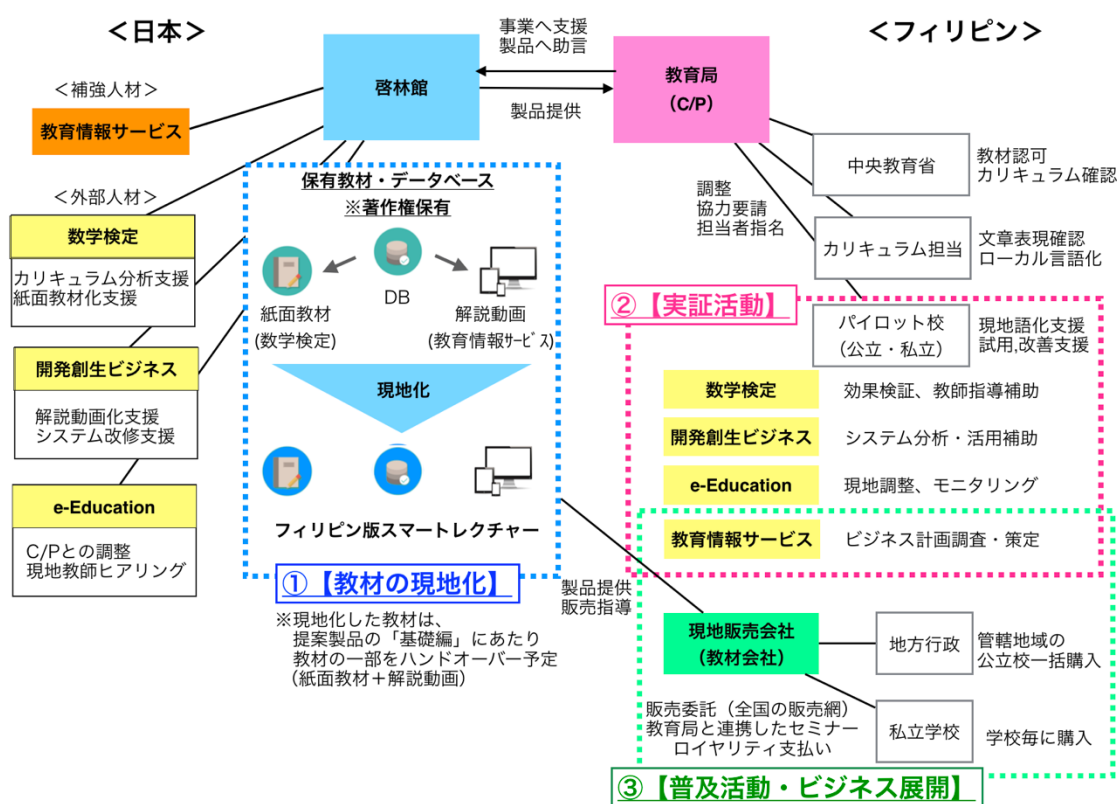 <日本>
<フィリピン>
事業へ支援
製品へ助言
啓林館
教育局
（C/P）
製品提供
＜補強人材＞
教育情報サービス
＜外部人材＞
数学検定
カリキュラム分析支援
紙面教材化支援
開発創生ビジネス
解説動画化支援
システム改修支援
e-Education
C/Pとの調整
現地教師ヒアリング
保有教材・データベース
※著作権保有
DB
紙面教材
(数学検定)
解説動画
(教育情報サービス)
現地化
フィリピン版スマートレクチャー
①【教材の現地化】
※現地化した教材は、
提案製品の「基礎編」にあたり
教材の一部をハンドオーバー予定
（紙面教材＋解説動画）
調整
協力要請
担当者指名
中央教育省
教材認可
カリキュラム確認
カリキュラム担当
文章表現確認
ローカル言語化
②【実証活動】
パイロット校
（公立・私立）
現地語化支援
試用,改善支援
数学検定
効果検証、教師指導補助
開発創生ビジネス
システム分析・活用補助
e-Education
現地調整、モニタリング
教育情報サービス
ビジネス計画調査・策定
製品提供
販売指導
現地販売会社
（教材会社）
地方行政
管轄地域の
公立校一括購入
販売委託（全国の販売網）
教育局と連携したセミナー
ロイヤリティ支払い
私立学校
学校毎に購入
③【普及活動・ビジネス展開】